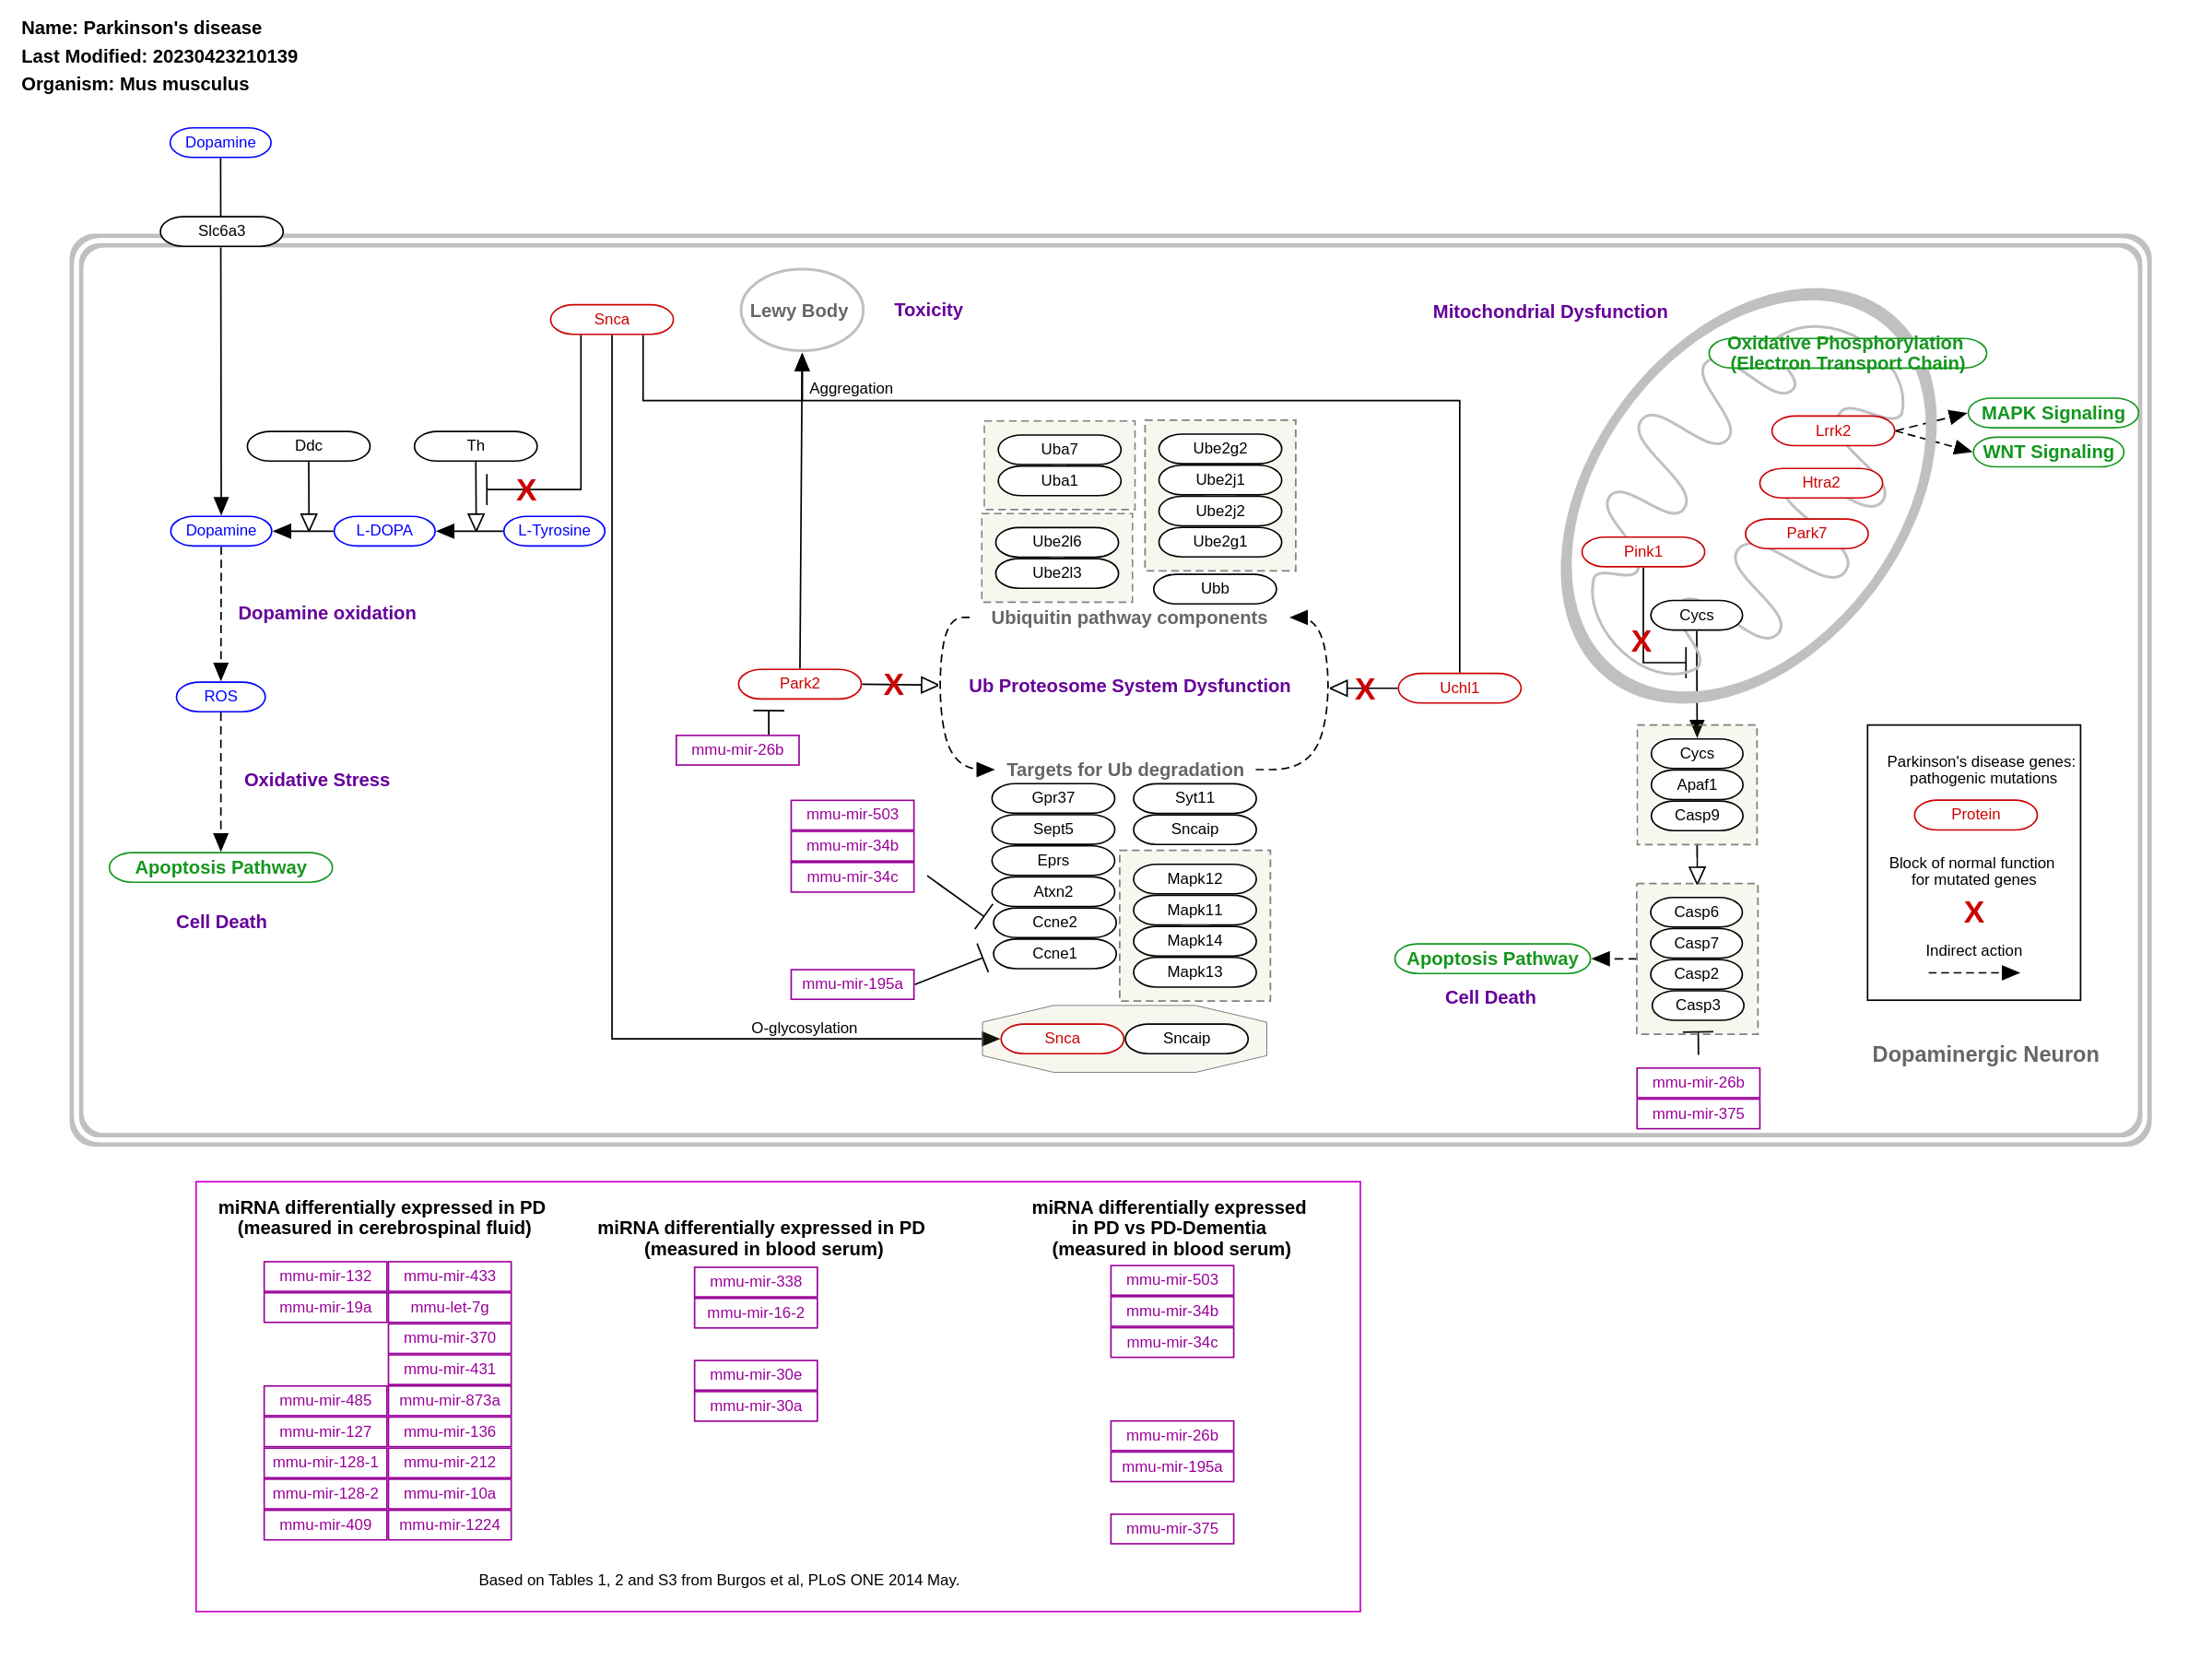 Name: Parkinson's disease
Last Modified: 20230423210139
Organism: Mus musculus
Dopamine
Slc6a3
Snca
Lewy Body
Toxicity
Mitochondrial Dysfunction
Oxidative Phosphorylation
(Electron Transport Chain)
Aggregation
MAPK Signaling
Lrrk2
WNT Signaling
Ddc
Th
Uba7
Uba1
Ube2g2
Ube2j1
Ube2j2
Ube2g1
Htra2
Park7
X
Dopamine
L-DOPA
L-Tyrosine
Ube2l6
Ube2l3
Ubb
Pink1
Cycs
X
Dopamine oxidation
Ubiquitin pathway components
ROS
Park2
X
Ub Proteosome System Dysfunction
X
Uchl1
mmu-mir-26b
Targets for Ub degradation
Oxidative Stress
Cycs
Apaf1
Casp9
Parkinson's disease genes:
pathogenic mutations
Protein
Block of normal function
for mutated genes
X
Indirect action
mmu-mir-503
mmu-mir-34b
mmu-mir-34c
Gpr37
Sept5
Eprs
Atxn2
Ccne2
Ccne1
Syt11
Sncaip
Mapk12
Mapk11
Mapk14
Mapk13
Apoptosis Pathway
Cell Death
mmu-mir-195a
Casp6
Casp7
Casp2
Casp3
Apoptosis Pathway
Cell Death
O-glycosylation
Snca
Sncaip
Dopaminergic Neuron
mmu-mir-26b
mmu-mir-375
miRNA differentially expressed in PD
(measured in cerebrospinal fluid)
mmu-mir-132
mmu-mir-433
mmu-mir-19a
mmu-let-7g
mmu-mir-370
mmu-mir-431
mmu-mir-485
mmu-mir-873a
mmu-mir-127
mmu-mir-136
mmu-mir-128-1
mmu-mir-212
mmu-mir-128-2
mmu-mir-10a
mmu-mir-409
mmu-mir-1224
miRNA differentially expressed in PD
(measured in blood serum)
mmu-mir-338
mmu-mir-16-2
mmu-mir-30e
mmu-mir-30a
miRNA differentially expressed
in PD vs PD-Dementia
(measured in blood serum)
mmu-mir-503
mmu-mir-34b
mmu-mir-34c
mmu-mir-26b
mmu-mir-195a
mmu-mir-375
Based on Tables 1, 2 and S3 from Burgos et al, PLoS ONE 2014 May.